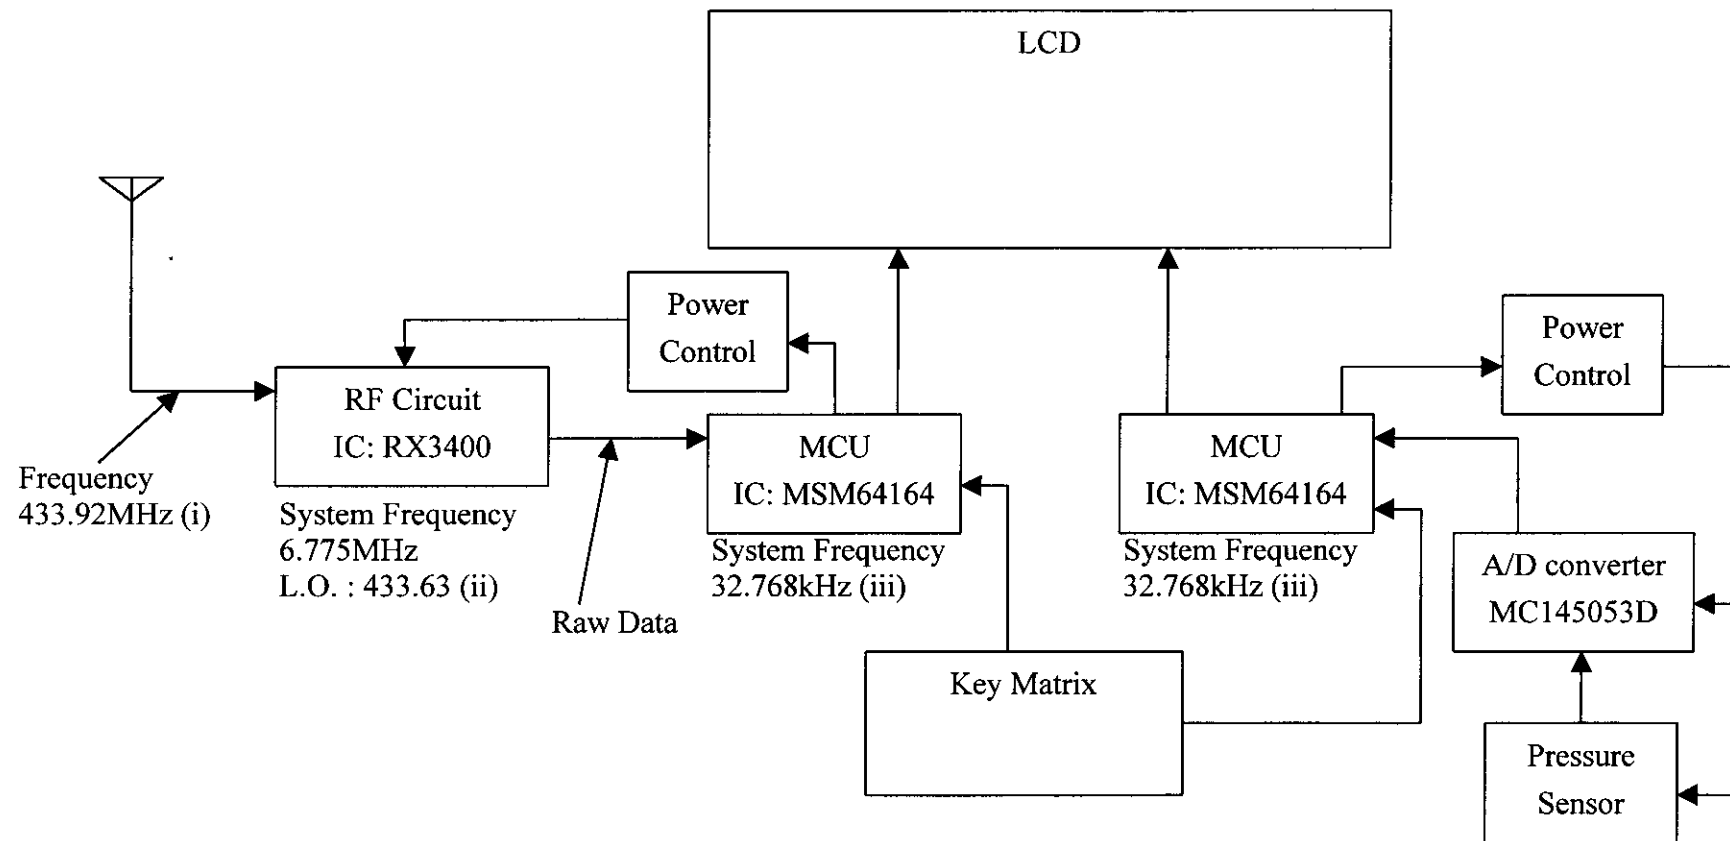 LCD
Power
Control
Power
Control
RF Circuit
IC: RX3400
Frequency
433.92MHz (i)
System Frequency
6.775MHz
L.O. : 433.63 (ii)
Raw Data
MCU
IC: MSM64164
System Frequency
32.768kHz (iii)
MCU
IC: MSM64164
System Frequency
32.768kHz (iii)
A/D converter
MC145053D
Key Matrix
Pressure
Sensor